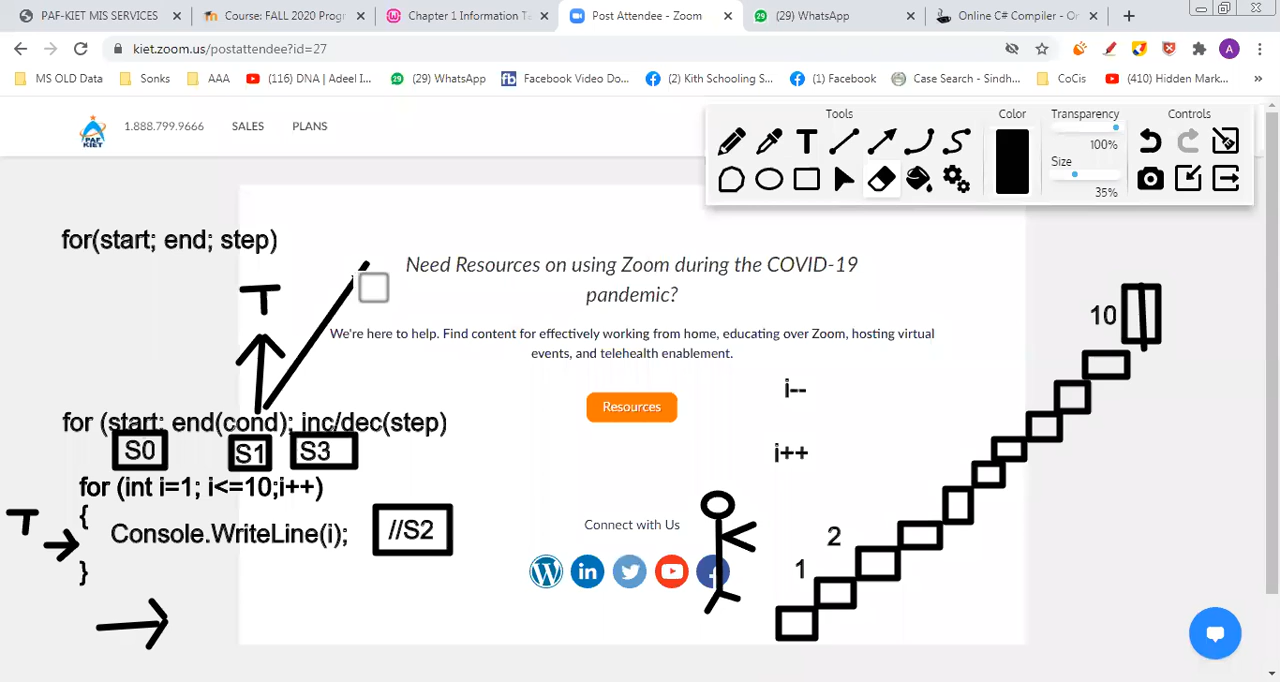 PAF-KIET MIS SERVICES
Course: FALL 2020 Progr
Chapter 1 Information T
Post Attendee - Zoom
(29) WhatsApp
Online C# Compiler - On
kiet.zoom.us/postattendee?id=27
A
MS OLD Data
Sonks
AAA
(116) DNA | Adeel I...
(29) WhatsApp
Facebook Video Do...
(2) Kith Schooling S...
(1) Facebook
Case Search - Sindh...
CoCis
(410) Hidden Mark...
»
PAF KIET
1.888.799.9666
SALES
PLANS
Tools
Color
Transparency
Controls
100%
Size
35%
T
for(start; end; step)
T
Need Resources on using Zoom during the COVID-19
pandemic?
We're here to help. Find content for effectively working from home, educating over Zoom, hosting virtual
events, and telehealth enablement.
Resources
10
i--
i++
for (start; end(cond); inc/dec(step)
S0
S1
S3
for (int i=1; i<=10;i++)
T
{
Console.WriteLine(i);
//S2
}
Connect with Us
2
1